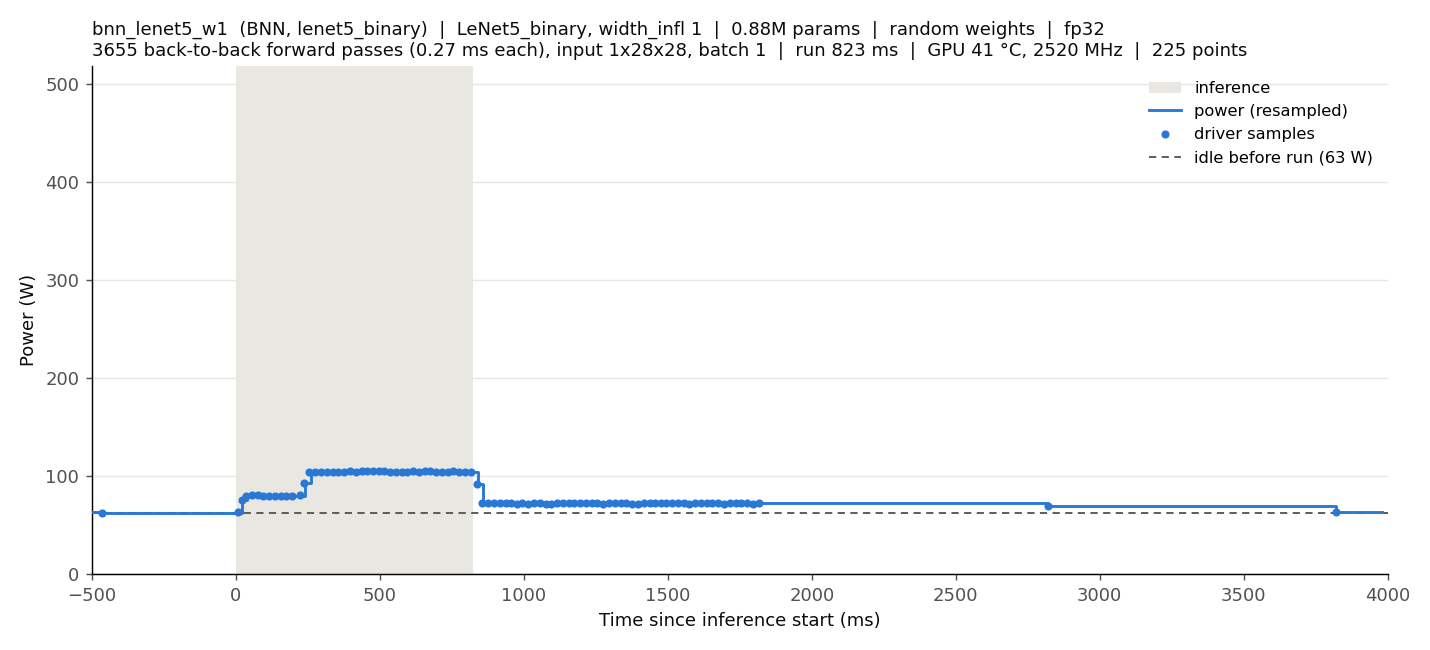 bnn_lenet5_w1  (BNN, lenet5_binary)  |  LeNet5_binary, width_infl 1  |  0.88M params  |  random weights  |  fp32
3655 back-to-back forward passes (0.27 ms each), input 1x28x28, batch 1  |  run 823 ms  |  GPU 41 °C, 2520 MHz  |  225 points
inference
power (resampled)
driver samples
idle before run (63 W)
Power (W)
500
400
300
200
100
0
−500
0
500
1000
1500
2000
2500
3000
3500
4000
Time since inference start (ms)